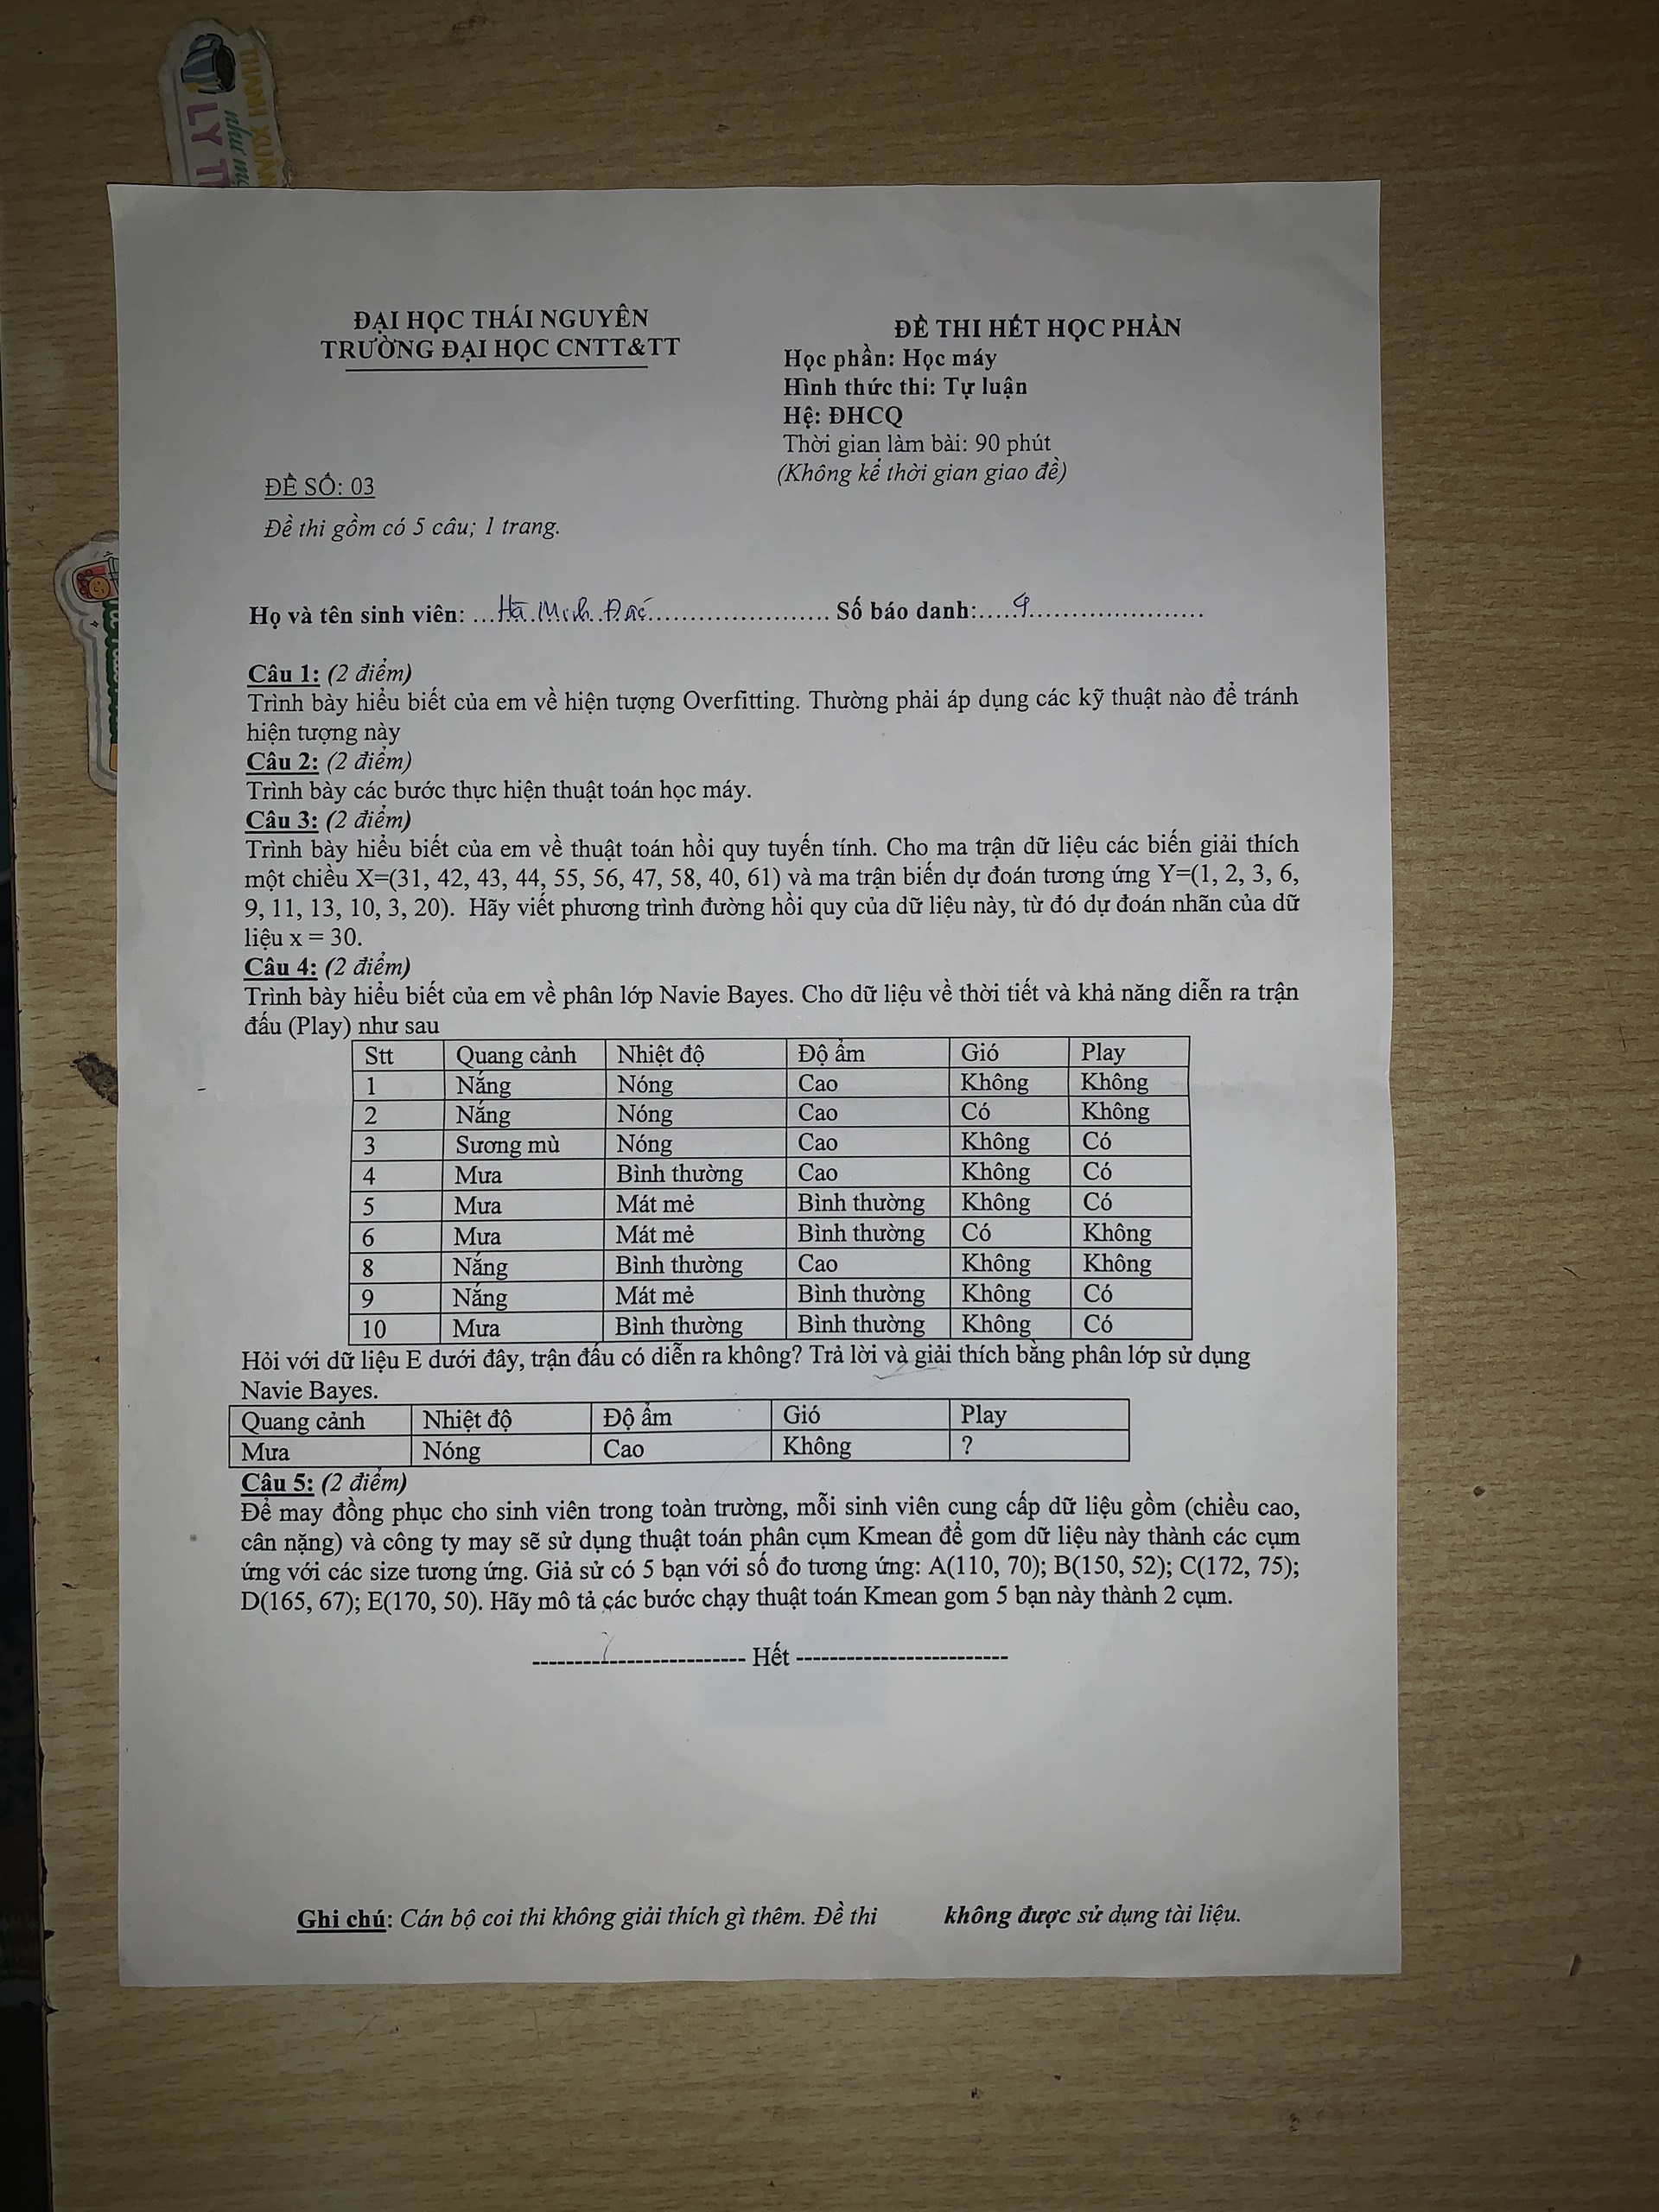 THANH XUÂN
như mộ
LY T
ĐẠI HỌC THÁI NGUYÊN
TRƯỜNG ĐẠI HỌC CNTT&TT
ĐỀ THI HẾT HỌC PHẦN
Học phần: Học máy
Hình thức thi: Tự luận
Hệ: ĐHCQ
Thời gian làm bài: 90 phút
(Không kể thời gian giao đề)
ĐỀ SỐ: 03
Đề thi gồm có 5 câu; 1 trang.
Họ và tên sinh viên: ...Hà Minh Đức........................ Số báo danh:.....9......................
Câu 1: (2 điểm)
Trình bày hiểu biết của em về hiện tượng Overfitting. Thường phải áp dụng các kỹ thuật nào để tránh
hiện tượng này
Câu 2: (2 điểm)
Trình bày các bước thực hiện thuật toán học máy.
Câu 3: (2 điểm)
Trình bày hiểu biết của em về thuật toán hồi quy tuyến tính. Cho ma trận dữ liệu các biến giải thích
một chiều X=(31, 42, 43, 44, 55, 56, 47, 58, 40, 61) và ma trận biến dự đoán tương ứng Y=(1, 2, 3, 6,
9, 11, 13, 10, 3, 20). Hãy viết phương trình đường hồi quy của dữ liệu này, từ đó dự đoán nhãn của dữ
liệu x = 30.
Câu 4: (2 điểm)
Trình bày hiểu biết của em về phân lớp Navie Bayes. Cho dữ liệu về thời tiết và khả năng diễn ra trận
đấu (Play) như sau
Stt Quang cảnh Nhiệt độ Độ ẩm Gió Play
1 Nắng Nóng Cao Không Không
2 Nắng Nóng Cao Có Không
3 Sương mù Nóng Cao Không Có
4 Mưa Bình thường Cao Không Có
5 Mưa Mát mẻ Bình thường Không Có
6 Mưa Mát mẻ Bình thường Có Không
8 Nắng Bình thường Cao Không Không
9 Nắng Mát mẻ Bình thường Không Có
10 Mưa Bình thường Bình thường Không Có
Hỏi với dữ liệu E dưới đây, trận đấu có diễn ra không? Trả lời và giải thích bằng phân lớp sử dụng
Navie Bayes.
Quang cảnh Nhiệt độ Độ ẩm Gió Play
Mưa Nóng Cao Không ?
Câu 5: (2 điểm)
Để may đồng phục cho sinh viên trong toàn trường, mỗi sinh viên cung cấp dữ liệu gồm (chiều cao,
cân nặng) và công ty may sẽ sử dụng thuật toán phân cụm Kmean để gom dữ liệu này thành các cụm
ứng với các size tương ứng. Giả sử có 5 bạn với số đo tương ứng: A(110, 70); B(150, 52); C(172, 75);
D(165, 67); E(170, 50). Hãy mô tả các bước chạy thuật toán Kmean gom 5 bạn này thành 2 cụm.
------------------------- Hết -------------------------
Ghi chú: Cán bộ coi thi không giải thích gì thêm. Đề thi không được sử dụng tài liệu.